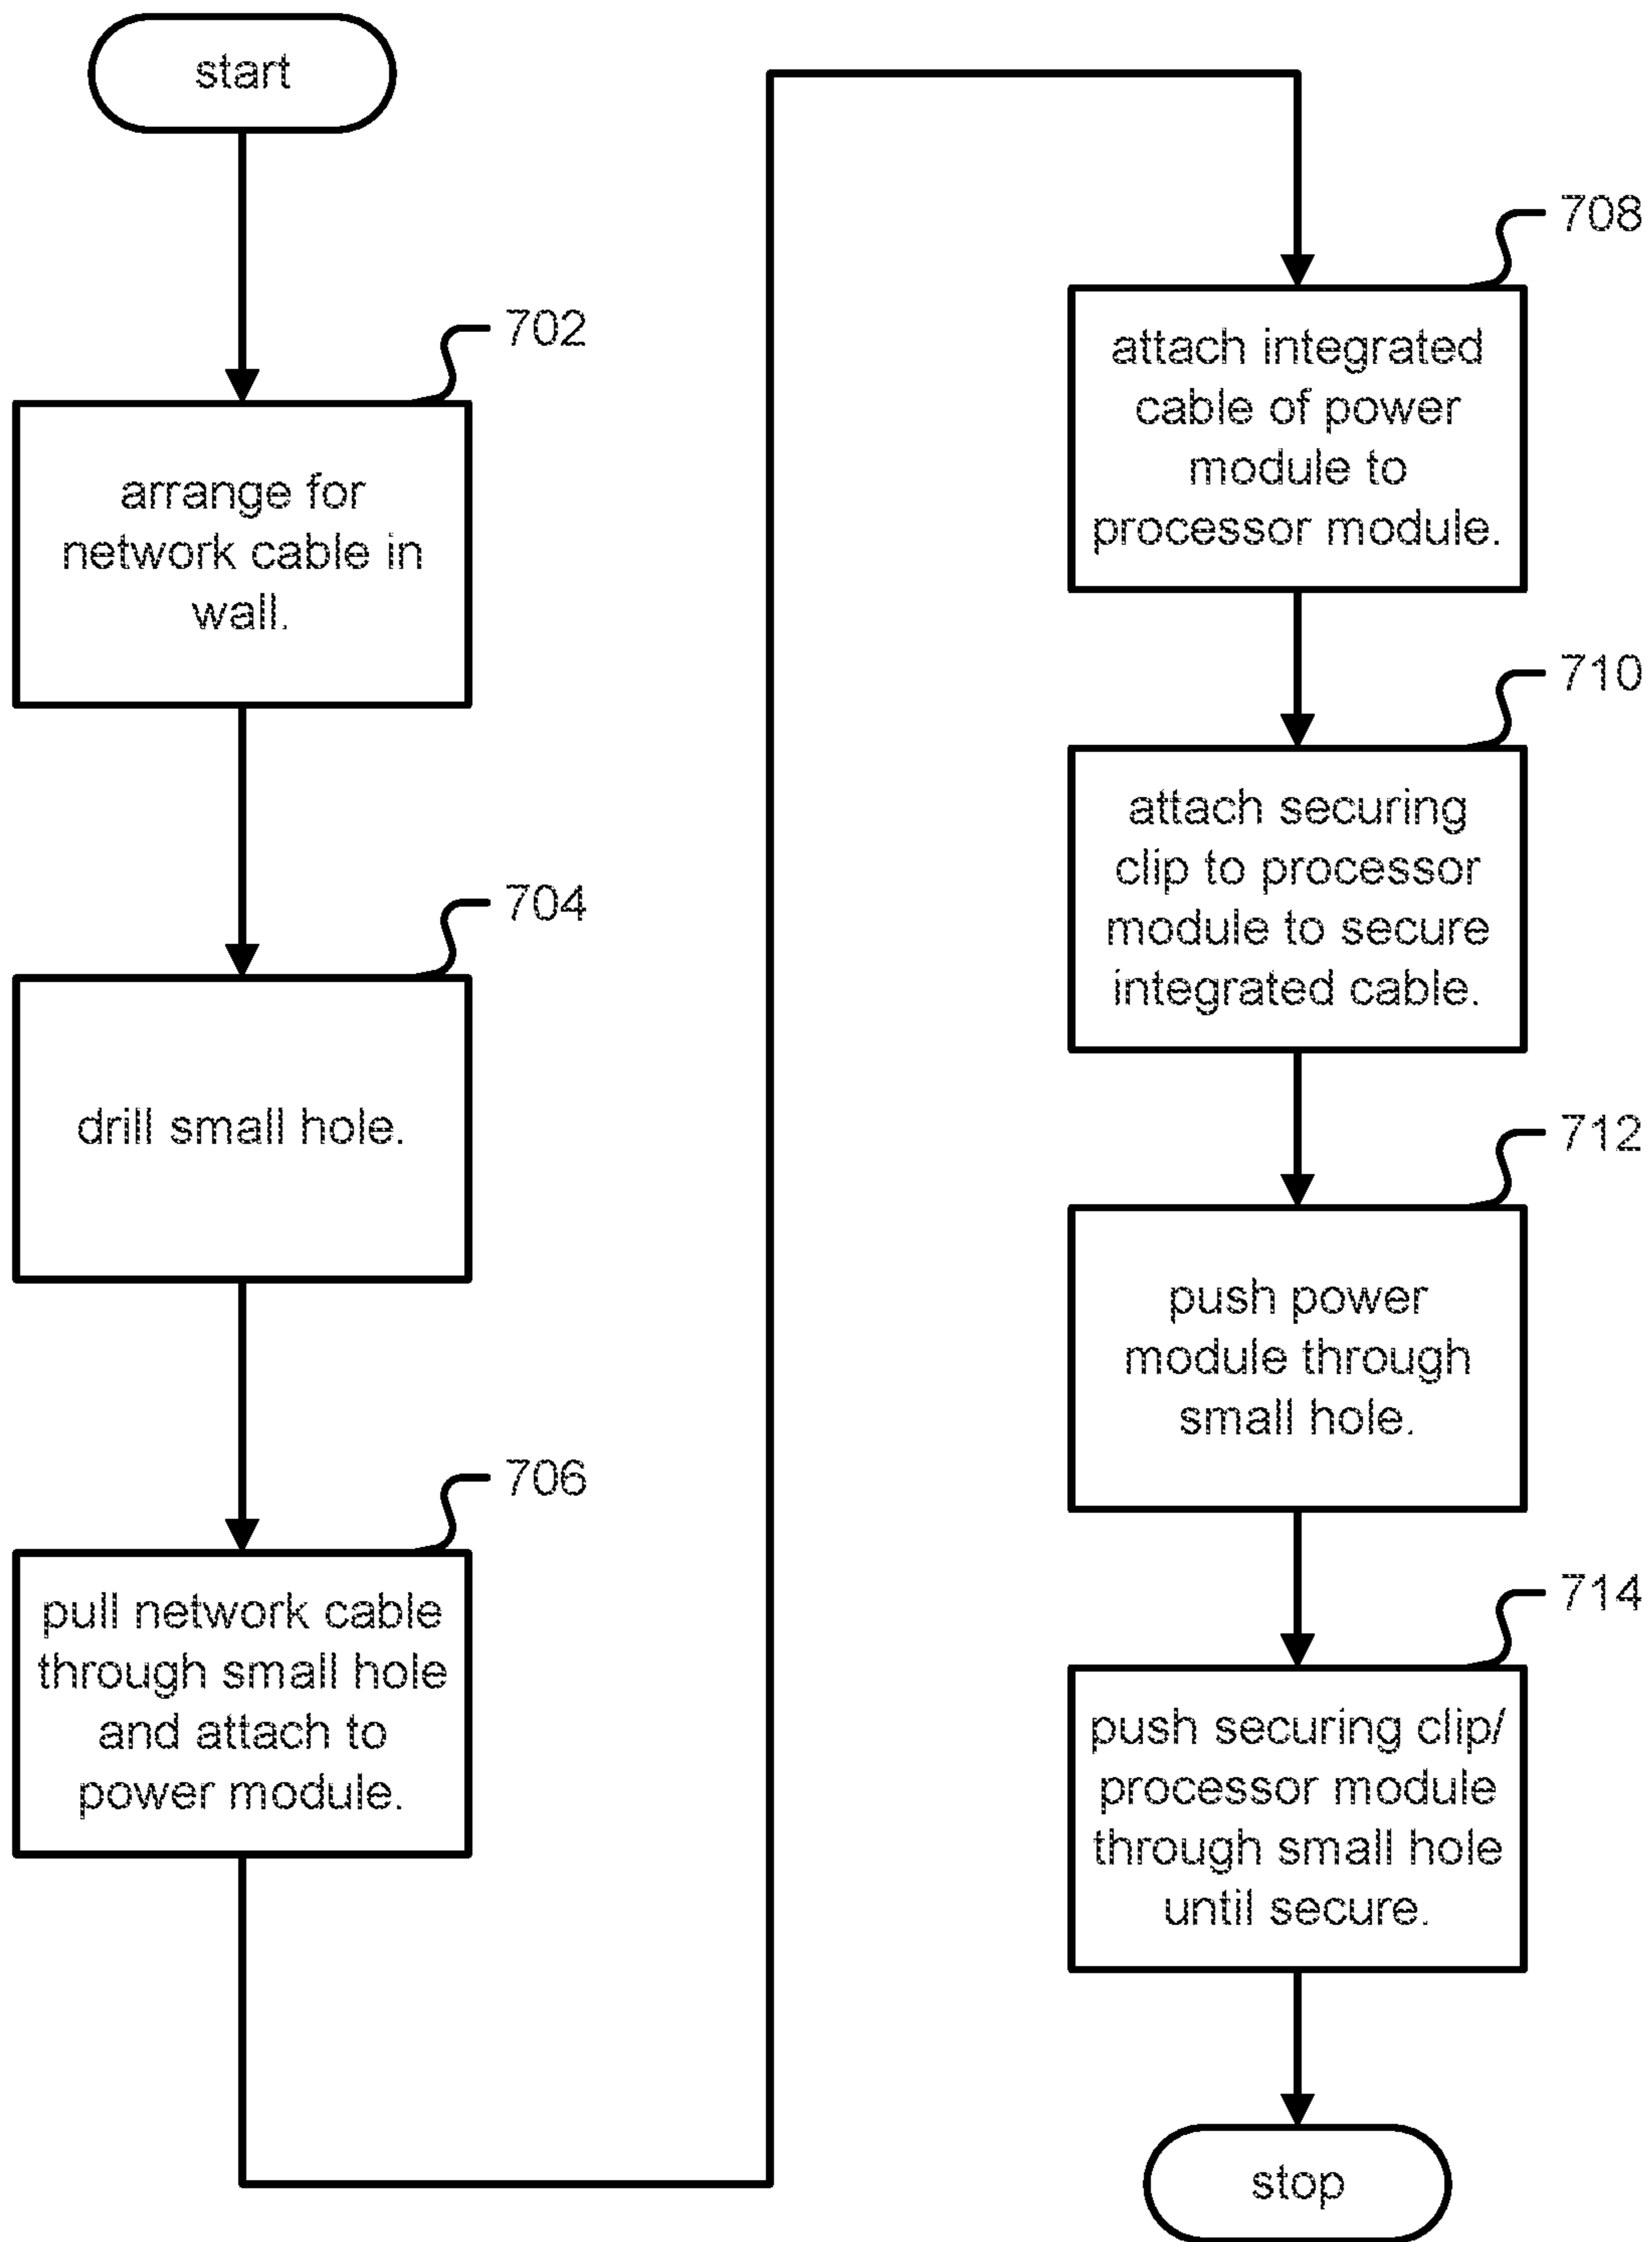 start
702
arrange for
network cable in
wall.
704
drill small hole.
706
pull network cable
through small hole
and attach to
power module.
708
attach integrated
cable of power
module to
processor module.
710
attach securing
clip to processor
module to secure
integrated cable.
712
push power
module through
small hole.
714
push securing clip/
processor module
through small hole
until secure.
stop